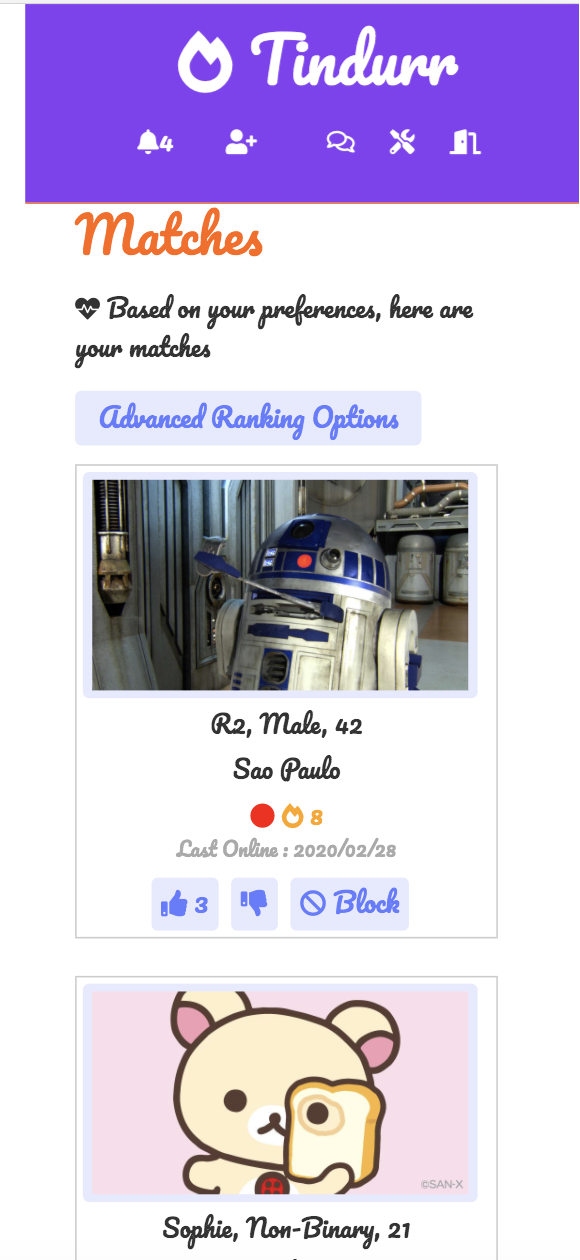 Tindurr
4
Matches
Based on your preferences, here are
your matches
Advanced Ranking Options
R2, Male, 42
Sao Paulo
8
Last Online : 2020/02/28
3 Block
©SAN-X
Sophie, Non-Binary, 21